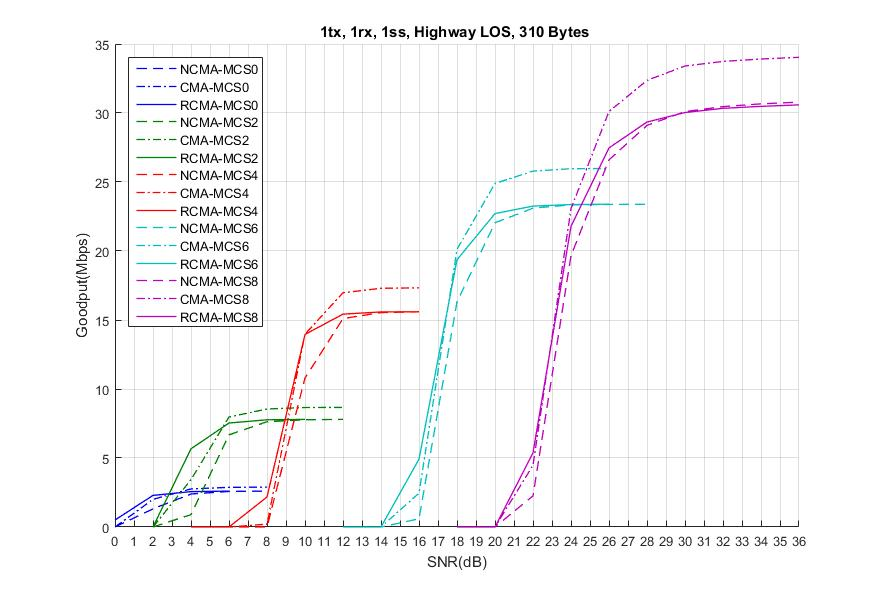 1tx, 1rx, 1ss, Highway LOS, 310 Bytes
35
30
25
20
15
10
5
0
Goodput(Mbps)
NCMA-MCS0
CMA-MCS0
RCMA-MCS0
NCMA-MCS2
CMA-MCS2
RCMA-MCS2
NCMA-MCS4
CMA-MCS4
RCMA-MCS4
NCMA-MCS6
CMA-MCS6
RCMA-MCS6
NCMA-MCS8
CMA-MCS8
RCMA-MCS8
0 1 2 3 4 5 6 7 8 9 10 11 12 13 14 15 16 17 18 19 20 21 22 23 24 25 26 27 28 29 30 31 32 33 34 35 36
SNR(dB)